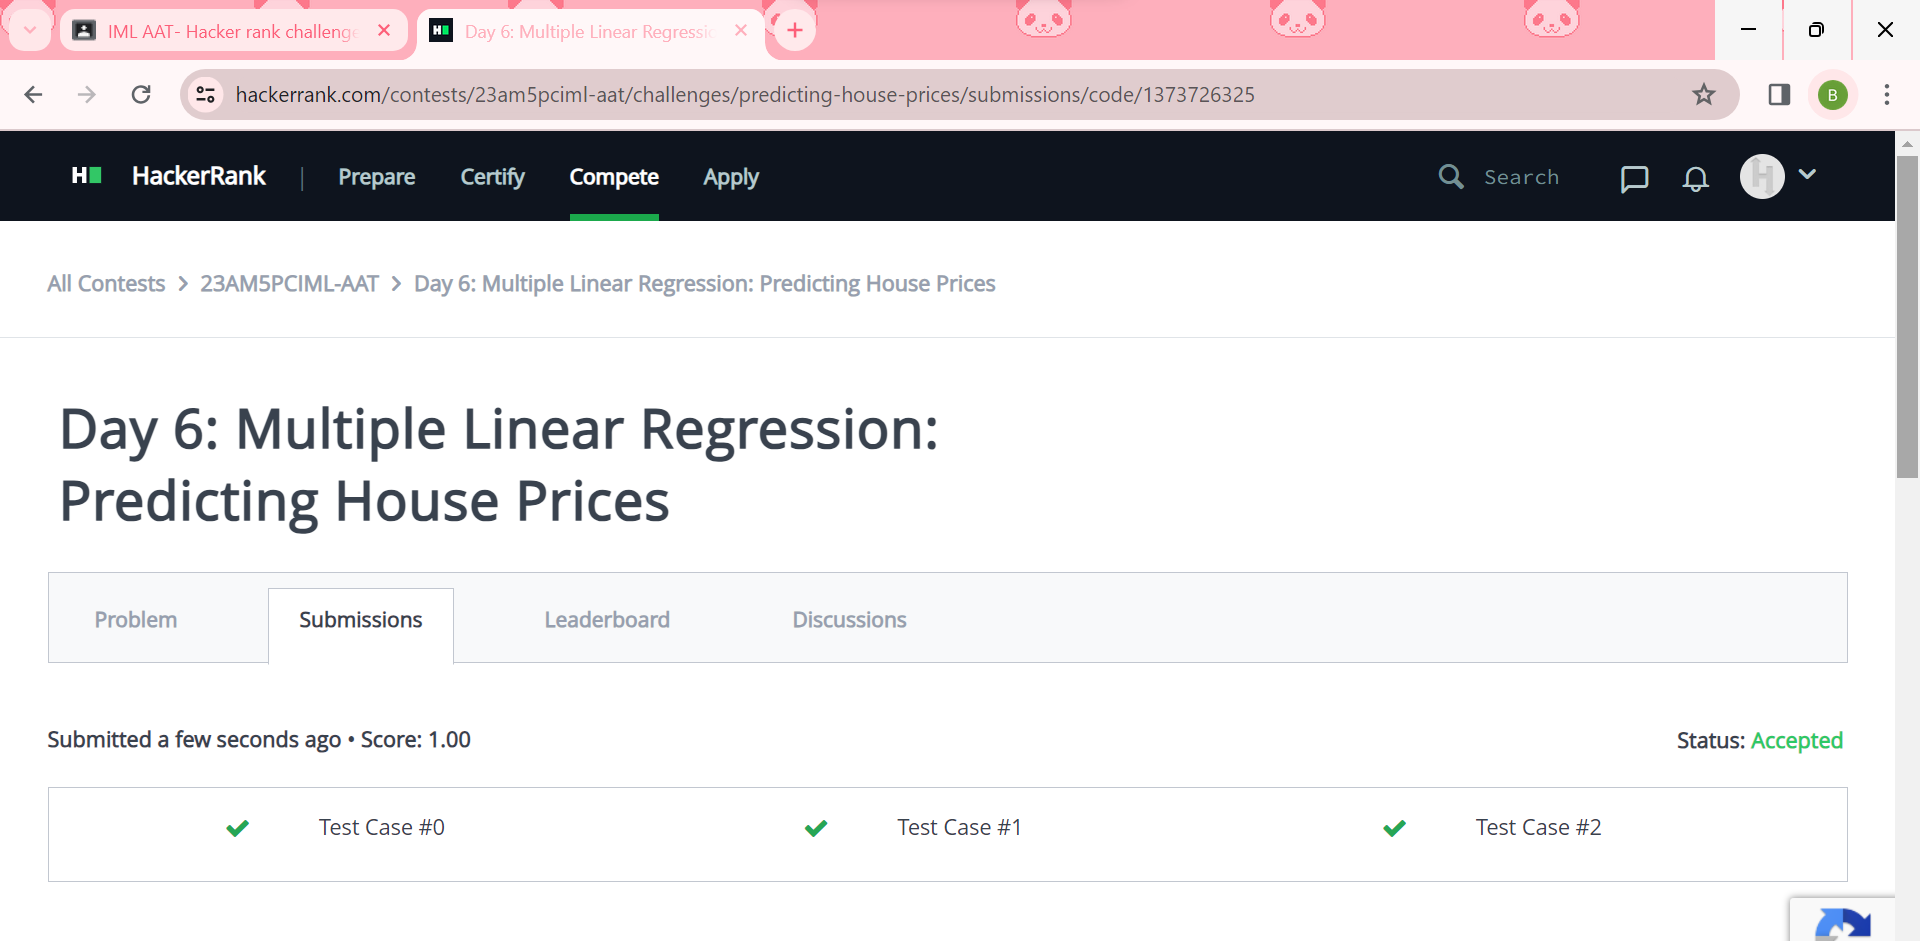 IML AAT- Hacker rank challenge
Day 6: Multiple Linear Regressic
hackerrank.com/contests/23am5pciml-aat/challenges/predicting-house-prices/submissions/code/1373726325
B
H
HackerRank | Prepare Certify Compete Apply
Search
H
All Contests > 23AM5PCIML-AAT > Day 6: Multiple Linear Regression: Predicting House Prices
Day 6: Multiple Linear Regression:
Predicting House Prices
Problem Submissions Leaderboard Discussions
Submitted a few seconds ago • Score: 1.00 Status: Accepted
Test Case #0 Test Case #1 Test Case #2